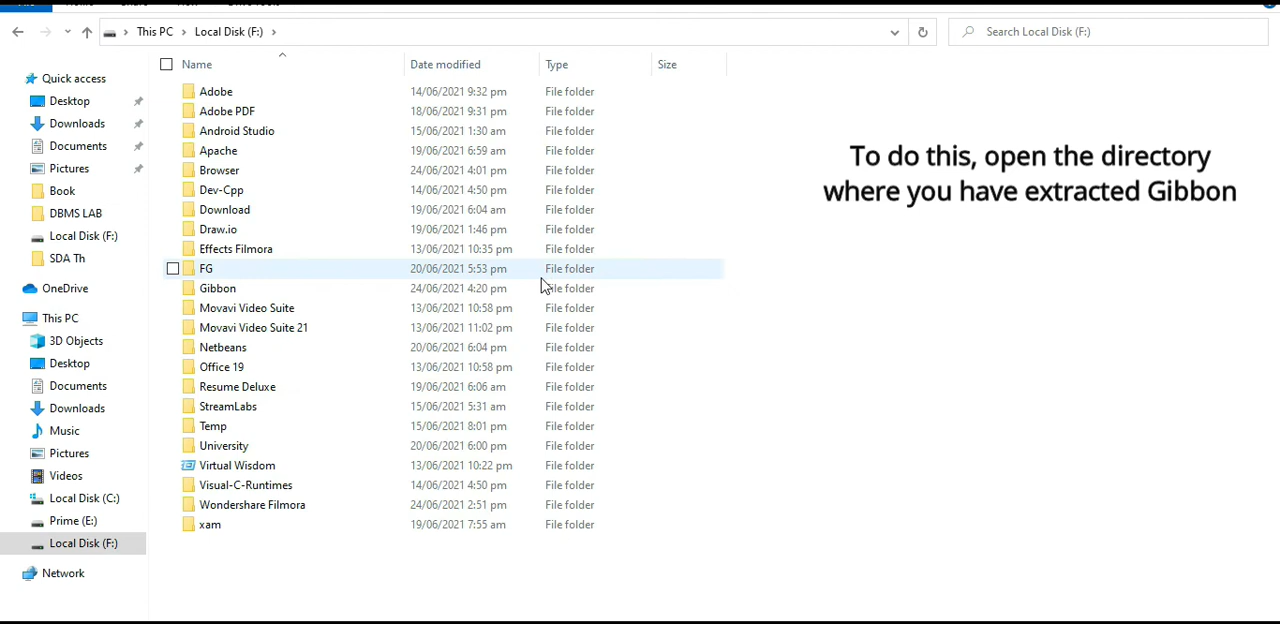 This PC > Local Disk (F:) >
Search Local Disk (F:)
Name Date modified Type Size
Quick access
Desktop
Downloads
Documents
Pictures
Book
DBMS LAB
Local Disk (F:)
SDA Th
OneDrive
This PC
3D Objects
Desktop
Documents
Downloads
Music
Pictures
Videos
Local Disk (C:)
Prime (E:)
Local Disk (F:)
Network
Adobe 14/06/2021 9:32 pm File folder
Adobe PDF 18/06/2021 9:31 pm File folder
Android Studio 15/06/2021 1:30 am File folder
Apache 19/06/2021 6:59 am File folder
Browser 24/06/2021 4:01 pm File folder
Dev-Cpp 14/06/2021 4:50 pm File folder
Download 19/06/2021 6:04 am File folder
Draw.io 19/06/2021 1:46 pm File folder
Effects Filmora 13/06/2021 10:35 pm File folder
FG 20/06/2021 5:53 pm File folder
Gibbon 24/06/2021 4:20 pm File folder
Movavi Video Suite 13/06/2021 10:58 pm File folder
Movavi Video Suite 21 13/06/2021 11:02 pm File folder
Netbeans 20/06/2021 6:04 pm File folder
Office 19 13/06/2021 10:58 pm File folder
Resume Deluxe 19/06/2021 6:06 am File folder
StreamLabs 15/06/2021 5:31 am File folder
Temp 15/06/2021 8:01 pm File folder
University 20/06/2021 6:00 pm File folder
Virtual Wisdom 13/06/2021 10:22 pm File folder
Visual-C-Runtimes 14/06/2021 4:50 pm File folder
Wondershare Filmora 24/06/2021 2:51 pm File folder
xam 19/06/2021 7:55 am File folder
To do this, open the directory
where you have extracted Gibbon